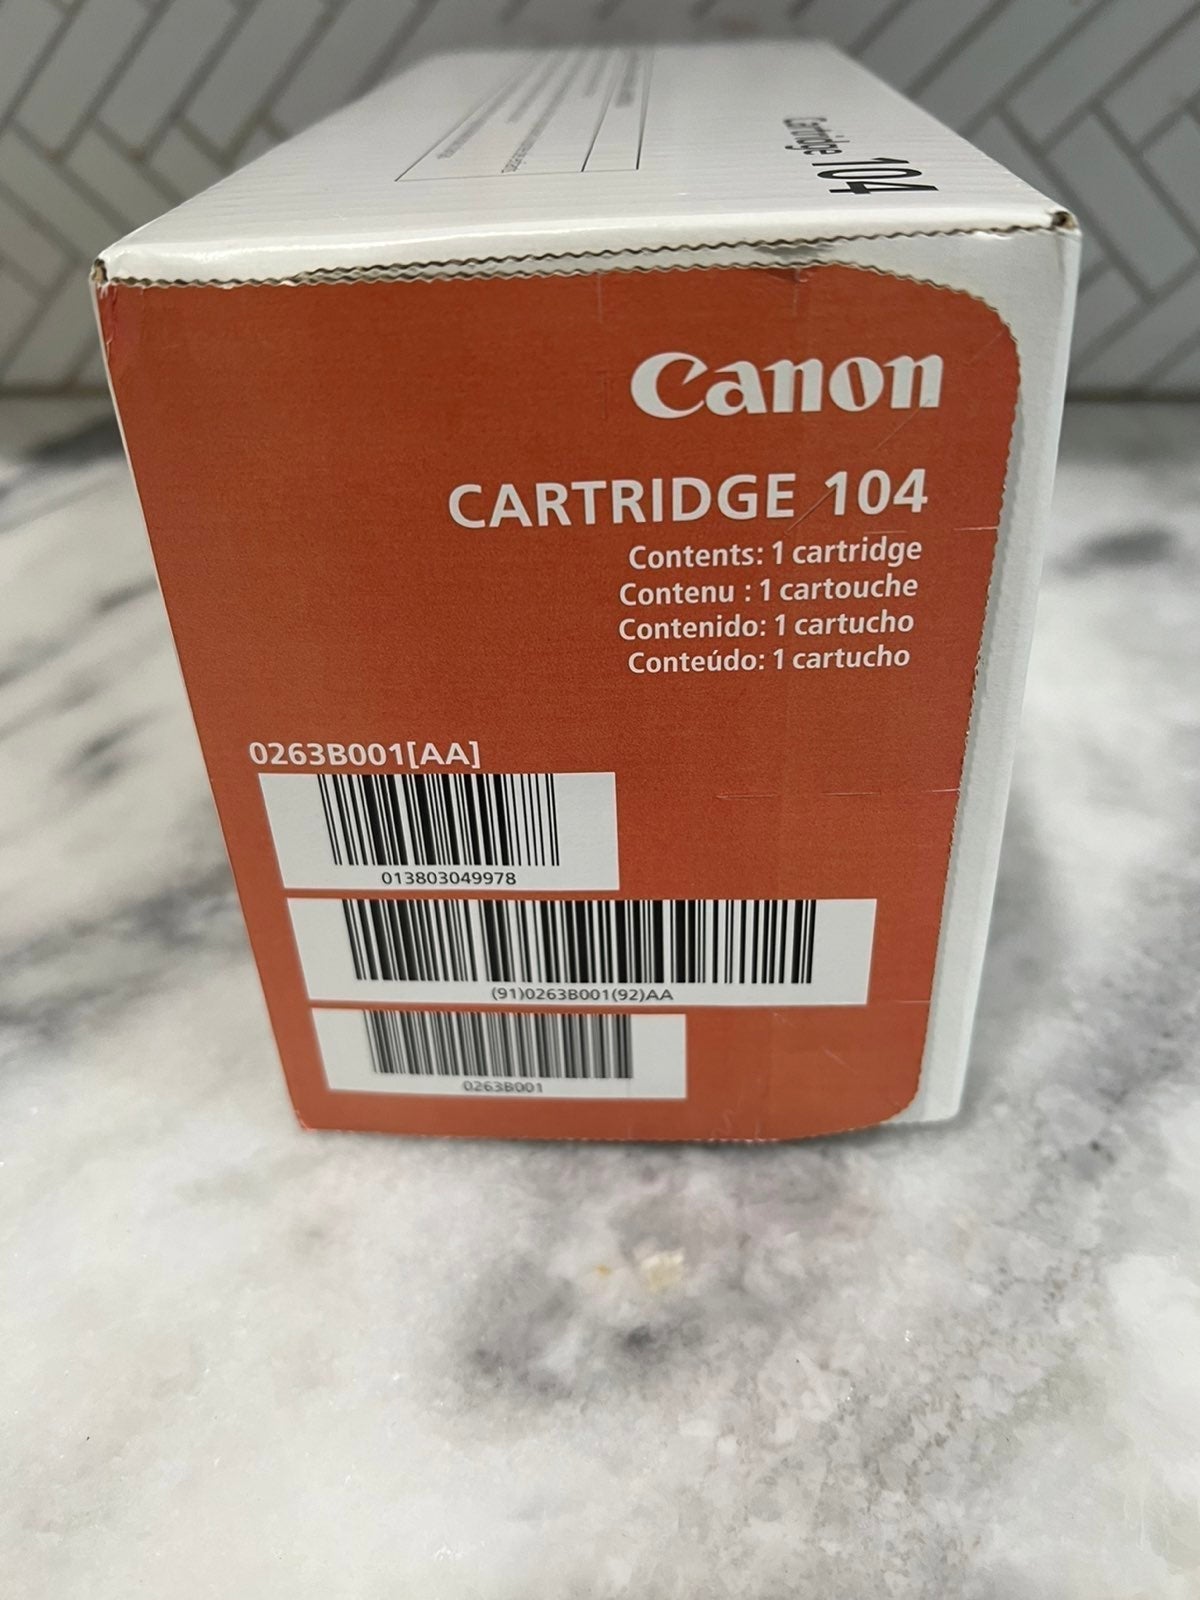 Cartridge 104
Canon
CARTRIDGE 104
Contents: 1 cartridge
Contenu : 1 cartouche
Contenido: 1 cartucho
Conteúdo: 1 cartucho
0263B001[AA]
013803049978
(91)0263B001(92)AA
0263B001